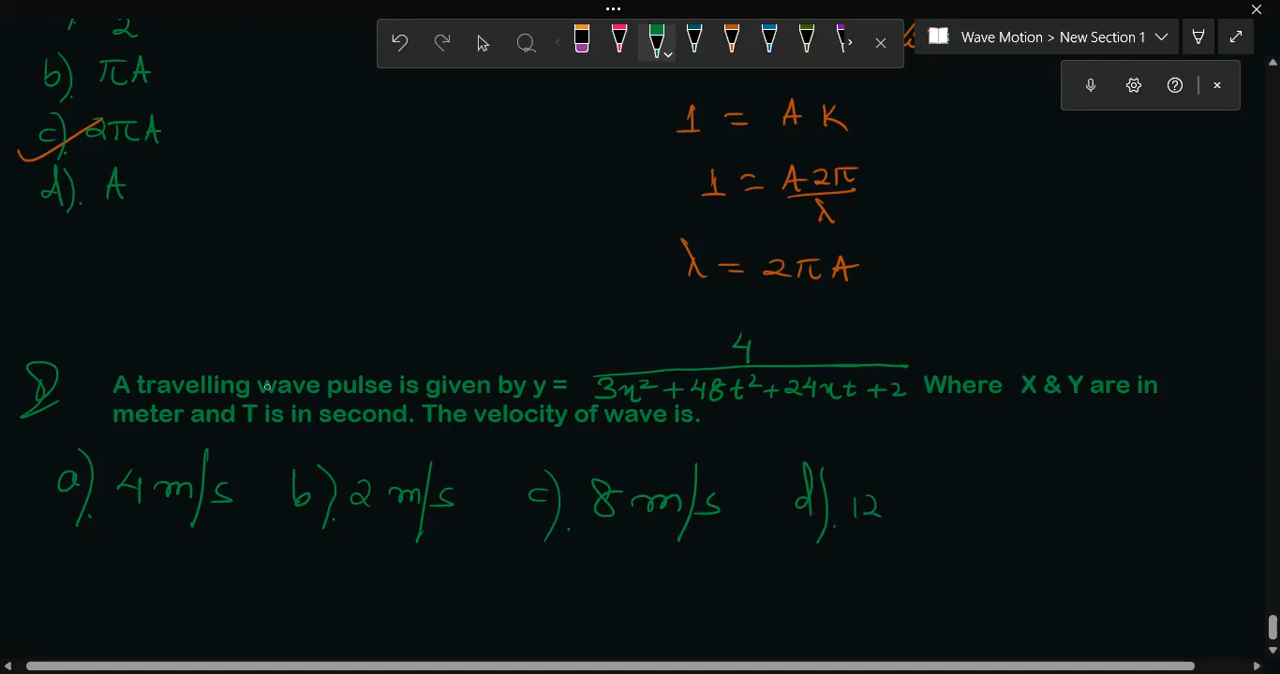 Wave Motion > New Section 1
2
b). πA
c). 2πA
d). A
1 = A K
1 = A 2π / λ
λ = 2πA
Q
A travelling wave pulse is given by y = 4 / 3x² + 48t² + 24xt + 2 Where X & Y are in
meter and T is in second. The velocity of wave is.
a). 4 m/s b). 2 m/s c). 8 m/s d). 12